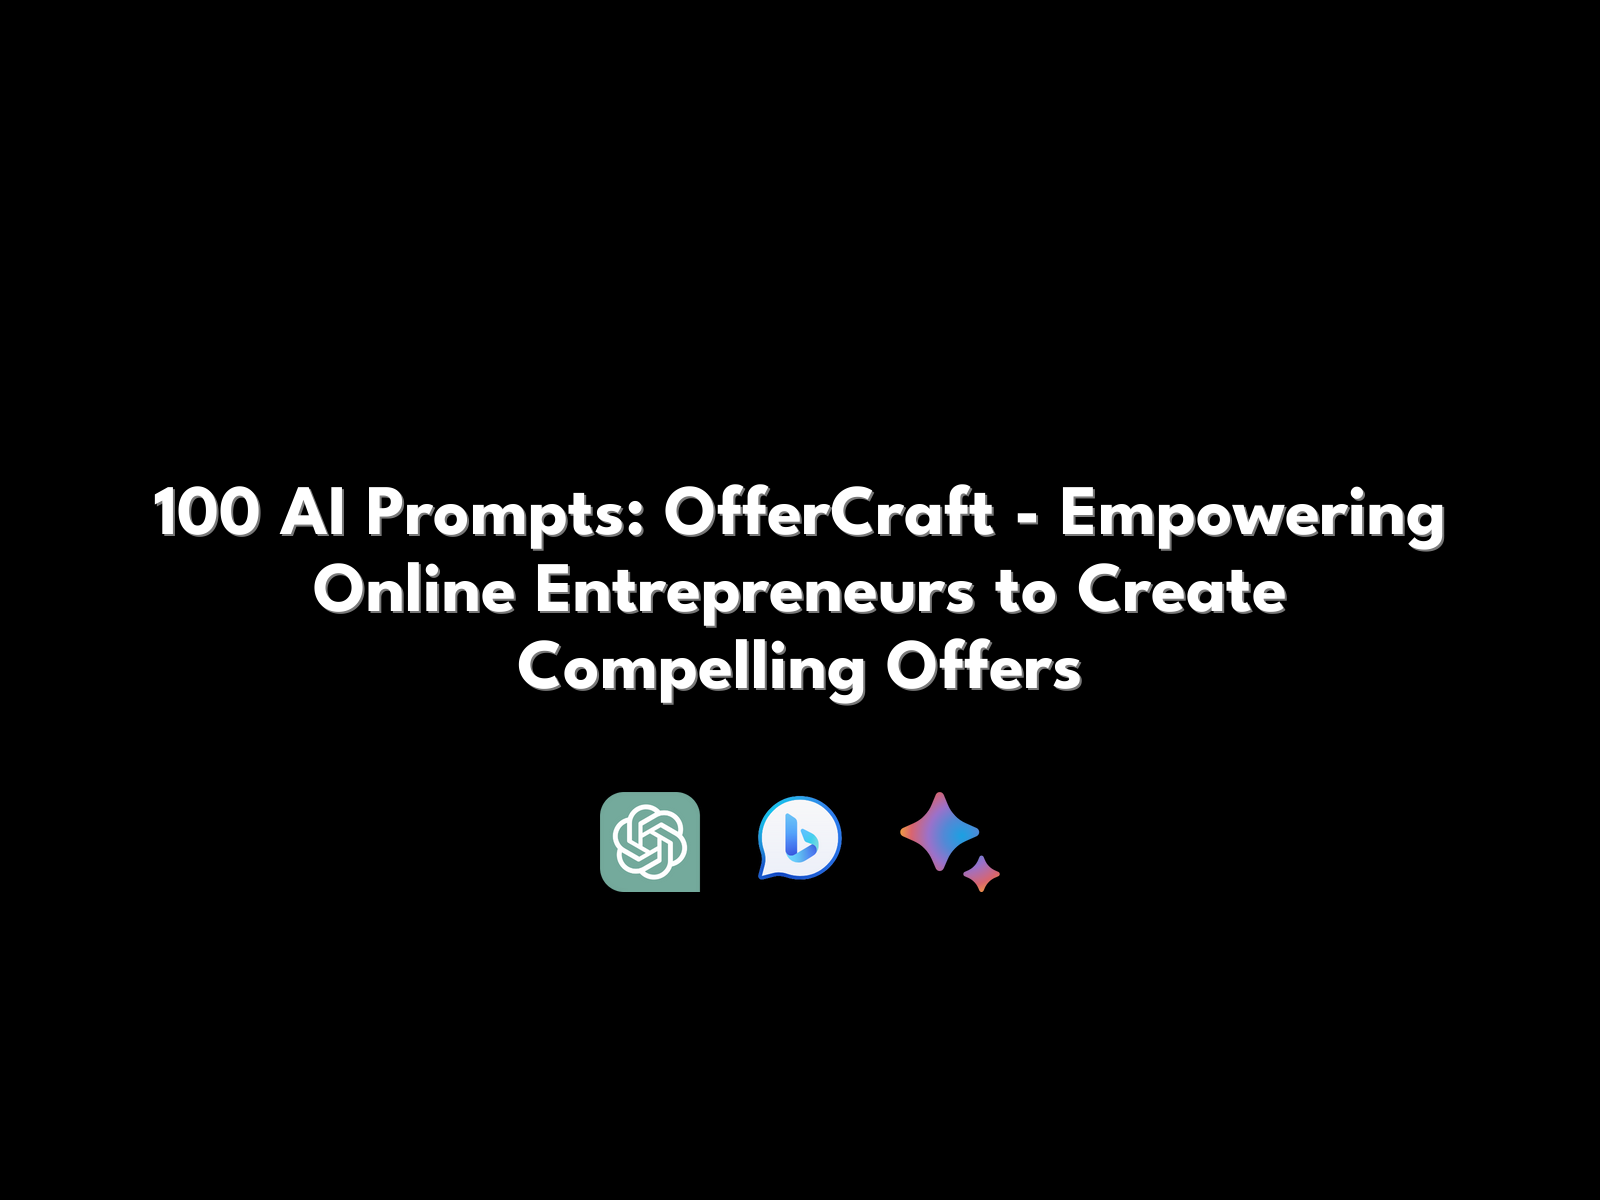 100 AI Prompts: OfferCraft - Empowering
Online Entrepreneurs to Create
Compelling Offers